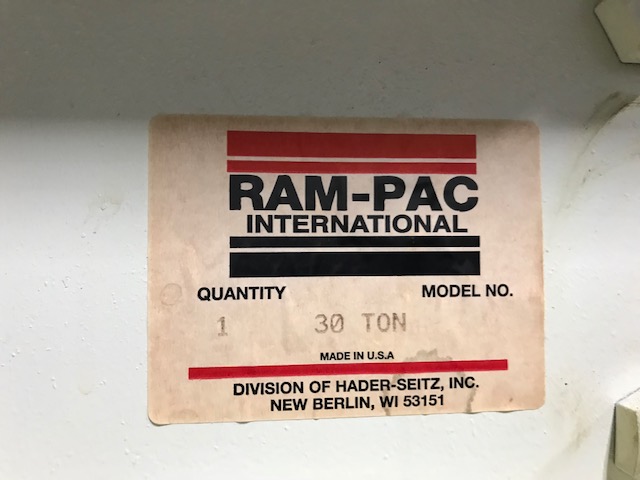 RAM-PAC
INTERNATIONAL
QUANTITY MODEL NO.
1 30 TON
MADE IN U.S.A
DIVISION OF HADER-SEITZ, INC.
NEW BERLIN, WI 53151